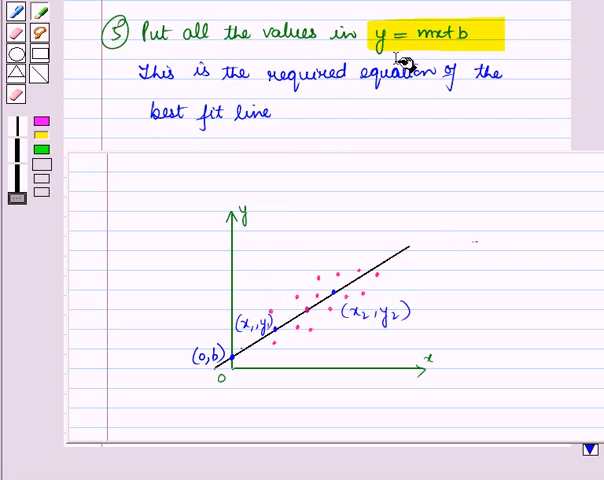 ⑤ Put all the values in y = mx+b
This is the required equation of the
best fit line
y
(x₁, y₁)
(x₂, y₂)
(0, b)
x
0